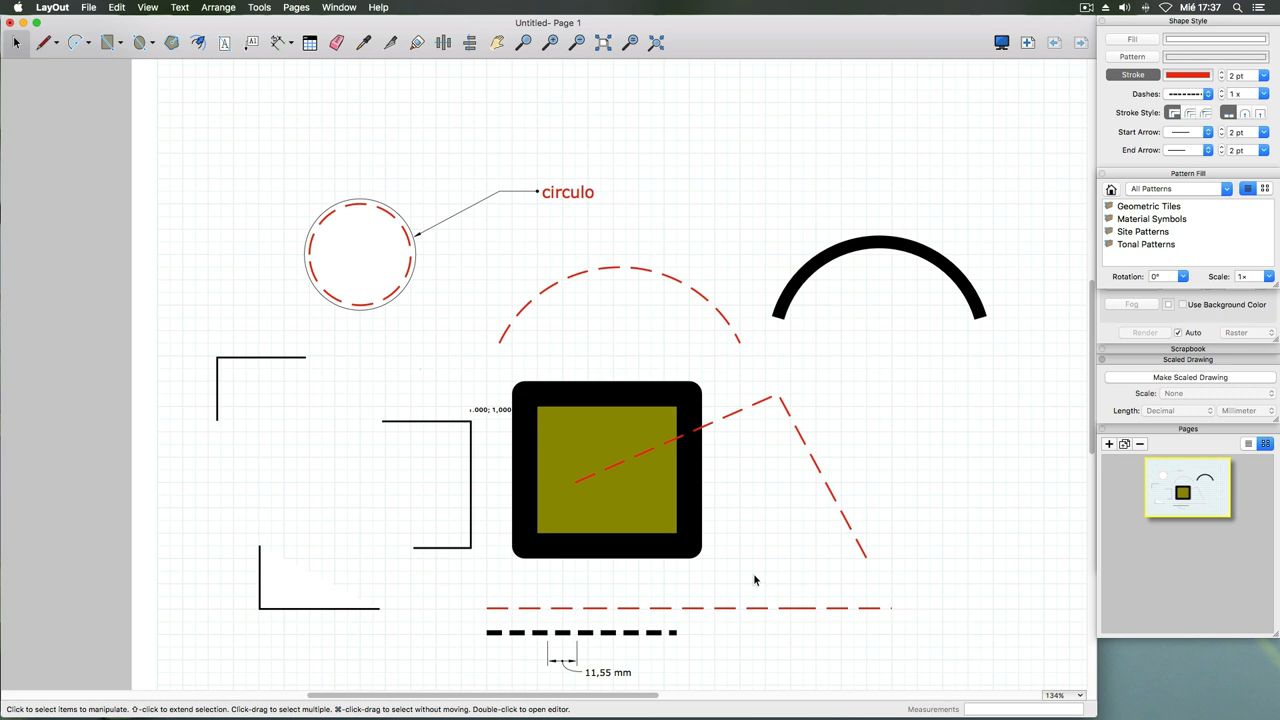 LayOut File Edit View Text Arrange Tools Pages Window Help Mié 17:37
Untitled- Page 1
Shape Style
Fill
Pattern
Stroke 2 pt
Dashes: 1 x
Stroke Style:
Start Arrow: 2 pt
End Arrow: 2 pt
Pattern Fill
All Patterns
Geometric Tiles
Material Symbols
Site Patterns
Tonal Patterns
Rotation: 0° Scale: 1×
Fog Use Background Color
Render Auto Raster
Scrapbook
Scaled Drawing
Make Scaled Drawing
Scale: None
Length: Decimal Millimeter
Pages
circulo
.000; 1,000
11,55 mm
134%
Click to select items to manipulate. ⇧-click to extend selection. Click-drag to select multiple. ⌘-click-drag to select without moving. Double-click to open editor. Measurements